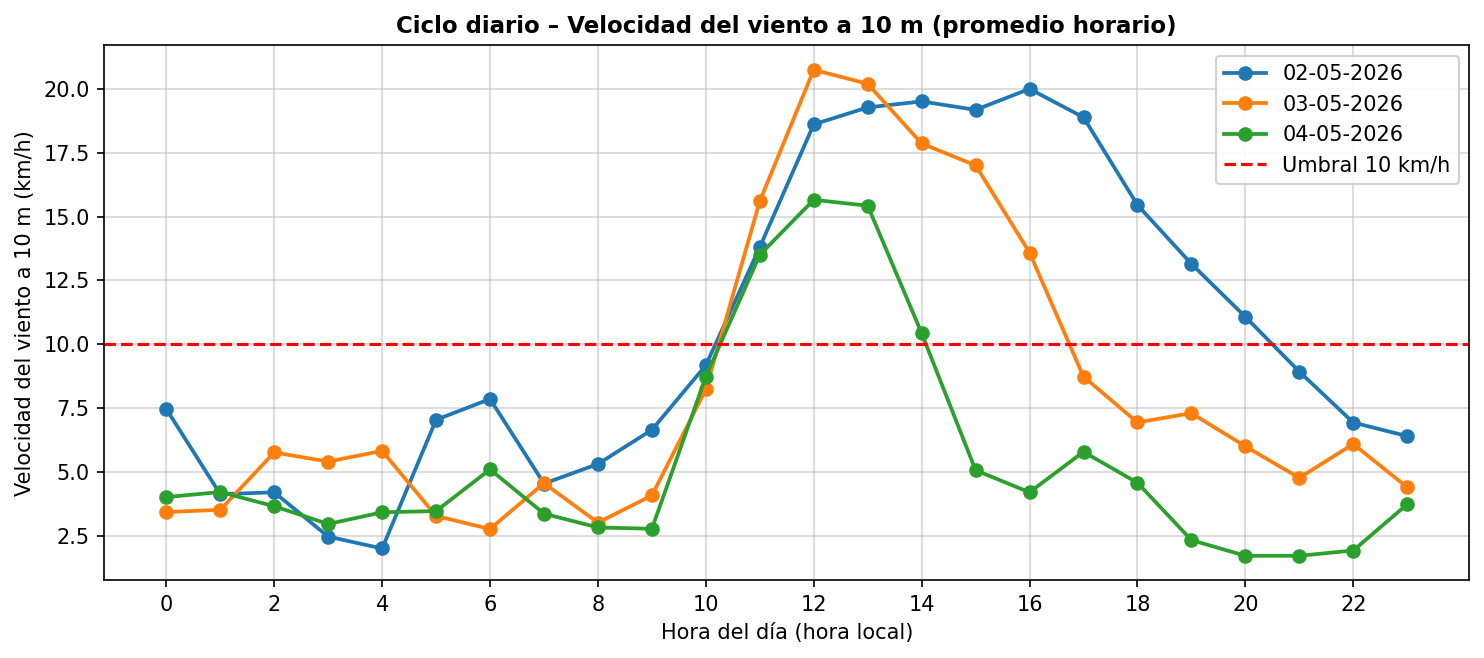 Ciclo diario – Velocidad del viento a 10 m (promedio horario)
Velocidad del viento a 10 m (km/h)
20.0
17.5
15.0
12.5
10.0
7.5
5.0
2.5
02-05-2026
03-05-2026
04-05-2026
Umbral 10 km/h
0 2 4 6 8 10 12 14 16 18 20 22
Hora del día (hora local)